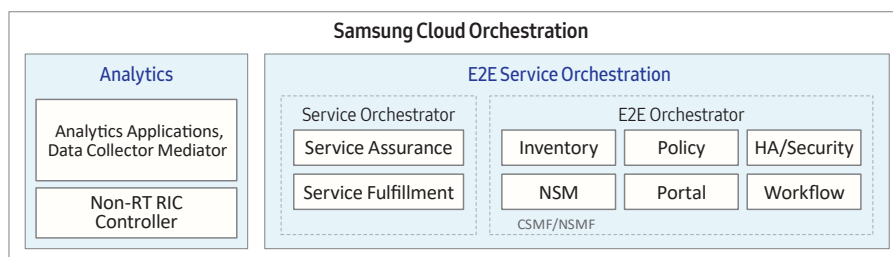 Samsung Cloud Orchestration
Analytics
Analytics Applications,
Data Collector Mediator
Non-RT RIC
Controller
E2E Service Orchestration
Service Orchestrator
Service Assurance
Service Fulfillment
E2E Orchestrator
Inventory
Policy
HA/Security
NSM
Portal
Workflow
CSMF/NSMF